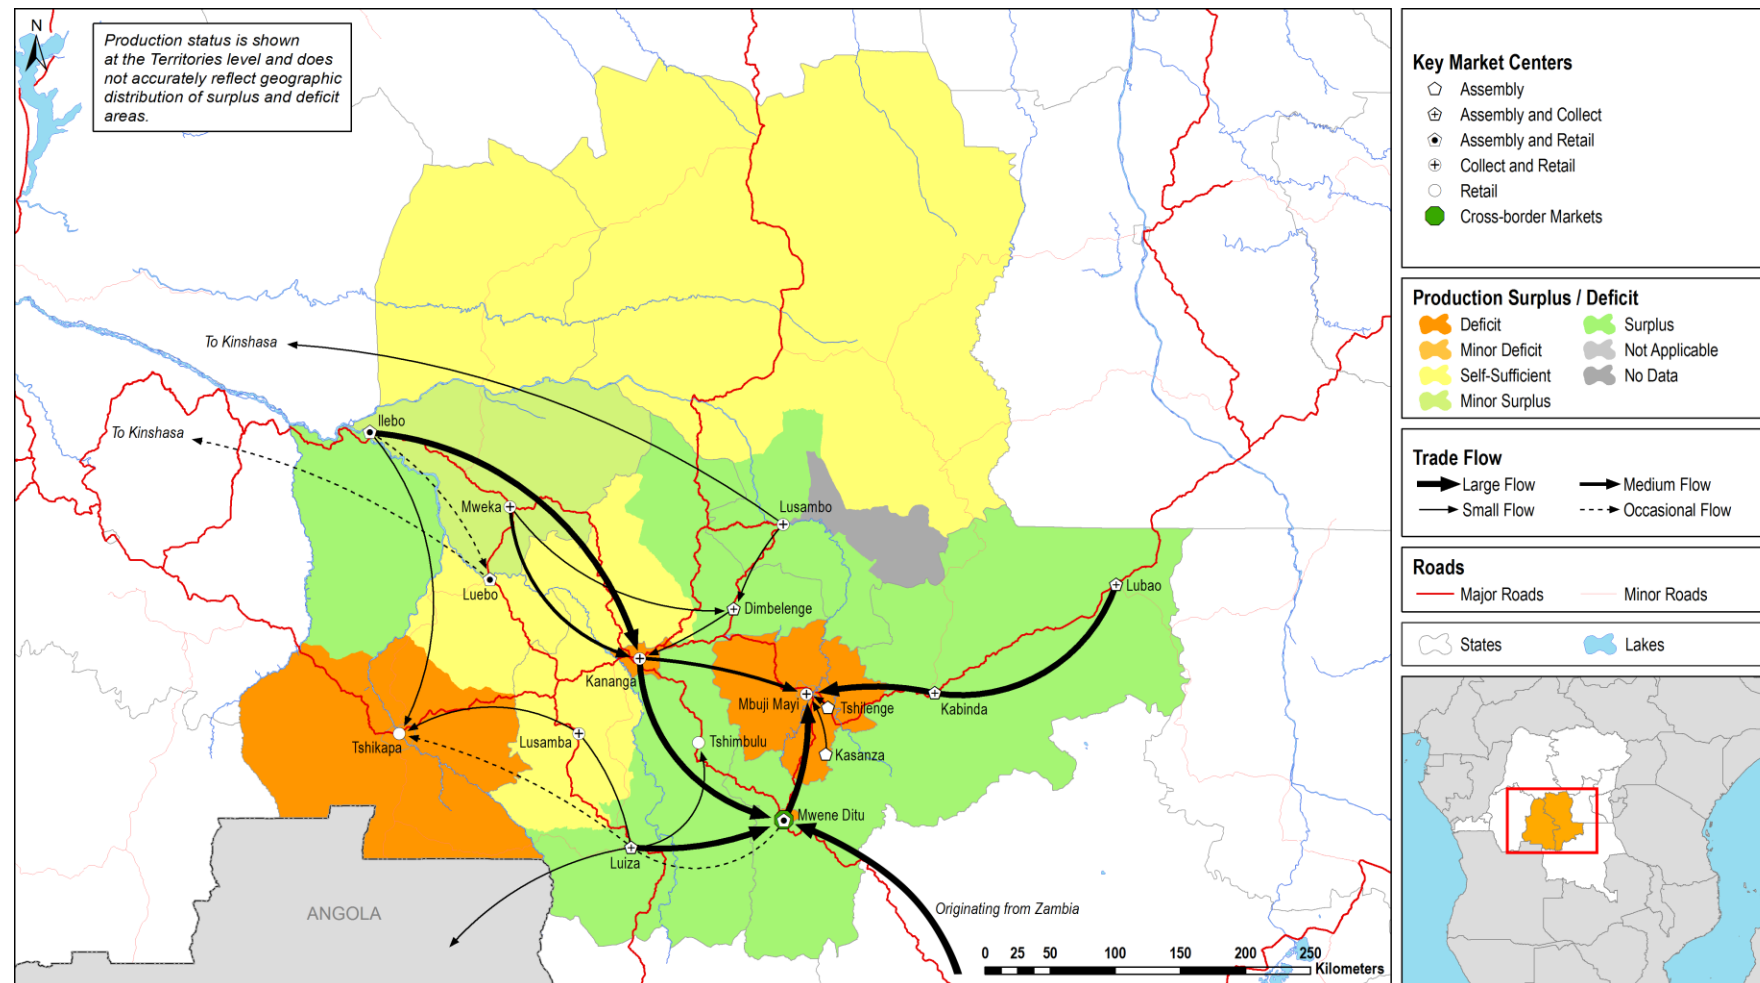 N
Production status is shown
at the Territories level and does
not accurately reflect geographic
distribution of surplus and deficit
areas.
To Kinshasa
To Kinshasa
Ilebo
Mweka
Luebo
Lusambo
Dimbelenge
Lubao
Kananga
Mbuji Mayi
Tshilenge
Kabinda
Tshikapa
Lusamba
Tshimbulu
Kasanza
Mwene Ditu
Luiza
ANGOLA
Originating from Zambia
0 25 50 100 150 200 250
Kilometers
Key Market Centers
Assembly
Assembly and Collect
Assembly and Retail
Collect and Retail
Retail
Cross-border Markets
Production Surplus / Deficit
Deficit
Surplus
Minor Deficit
Not Applicable
Self-Sufficient
No Data
Minor Surplus
Trade Flow
Large Flow
Medium Flow
Small Flow
Occasional Flow
Roads
Major Roads
Minor Roads
States
Lakes